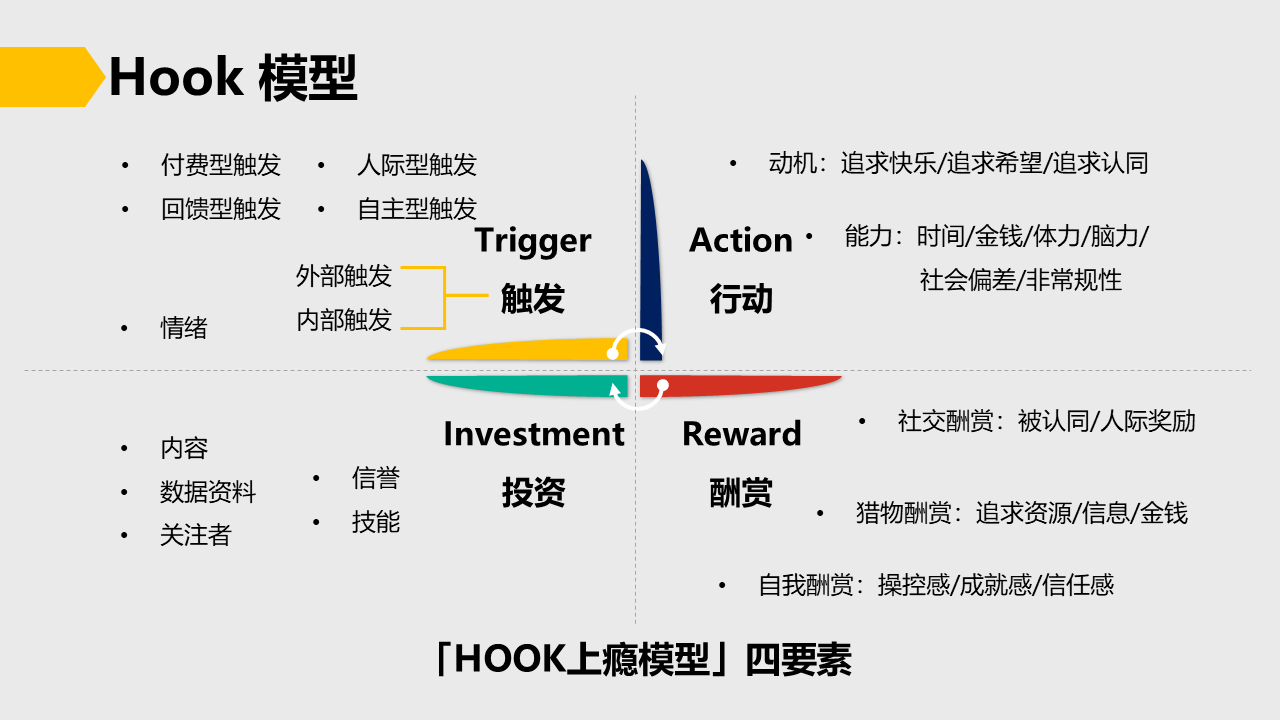 Hook 模型
• 付费型触发
• 人际型触发
• 回馈型触发
• 自主型触发
Trigger
触发
外部触发
内部触发
• 情绪
• 动机：追求快乐/追求希望/追求认同
Action
行动
• 能力：时间/金钱/体力/脑力/
社会偏差/非常规性
Investment
投资
• 内容
• 数据资料
• 关注者
• 信誉
• 技能
Reward
酬赏
• 社交酬赏：被认同/人际奖励
• 猎物酬赏：追求资源/信息/金钱
• 自我酬赏：操控感/成就感/信任感
「HOOK上瘾模型」四要素